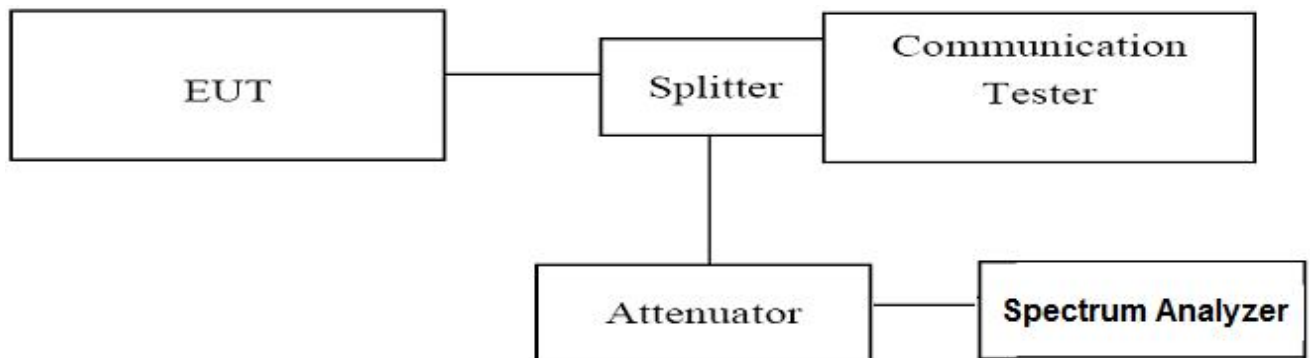 EUT
Splitter
Communication
Tester
Attenuator
Spectrum Analyzer